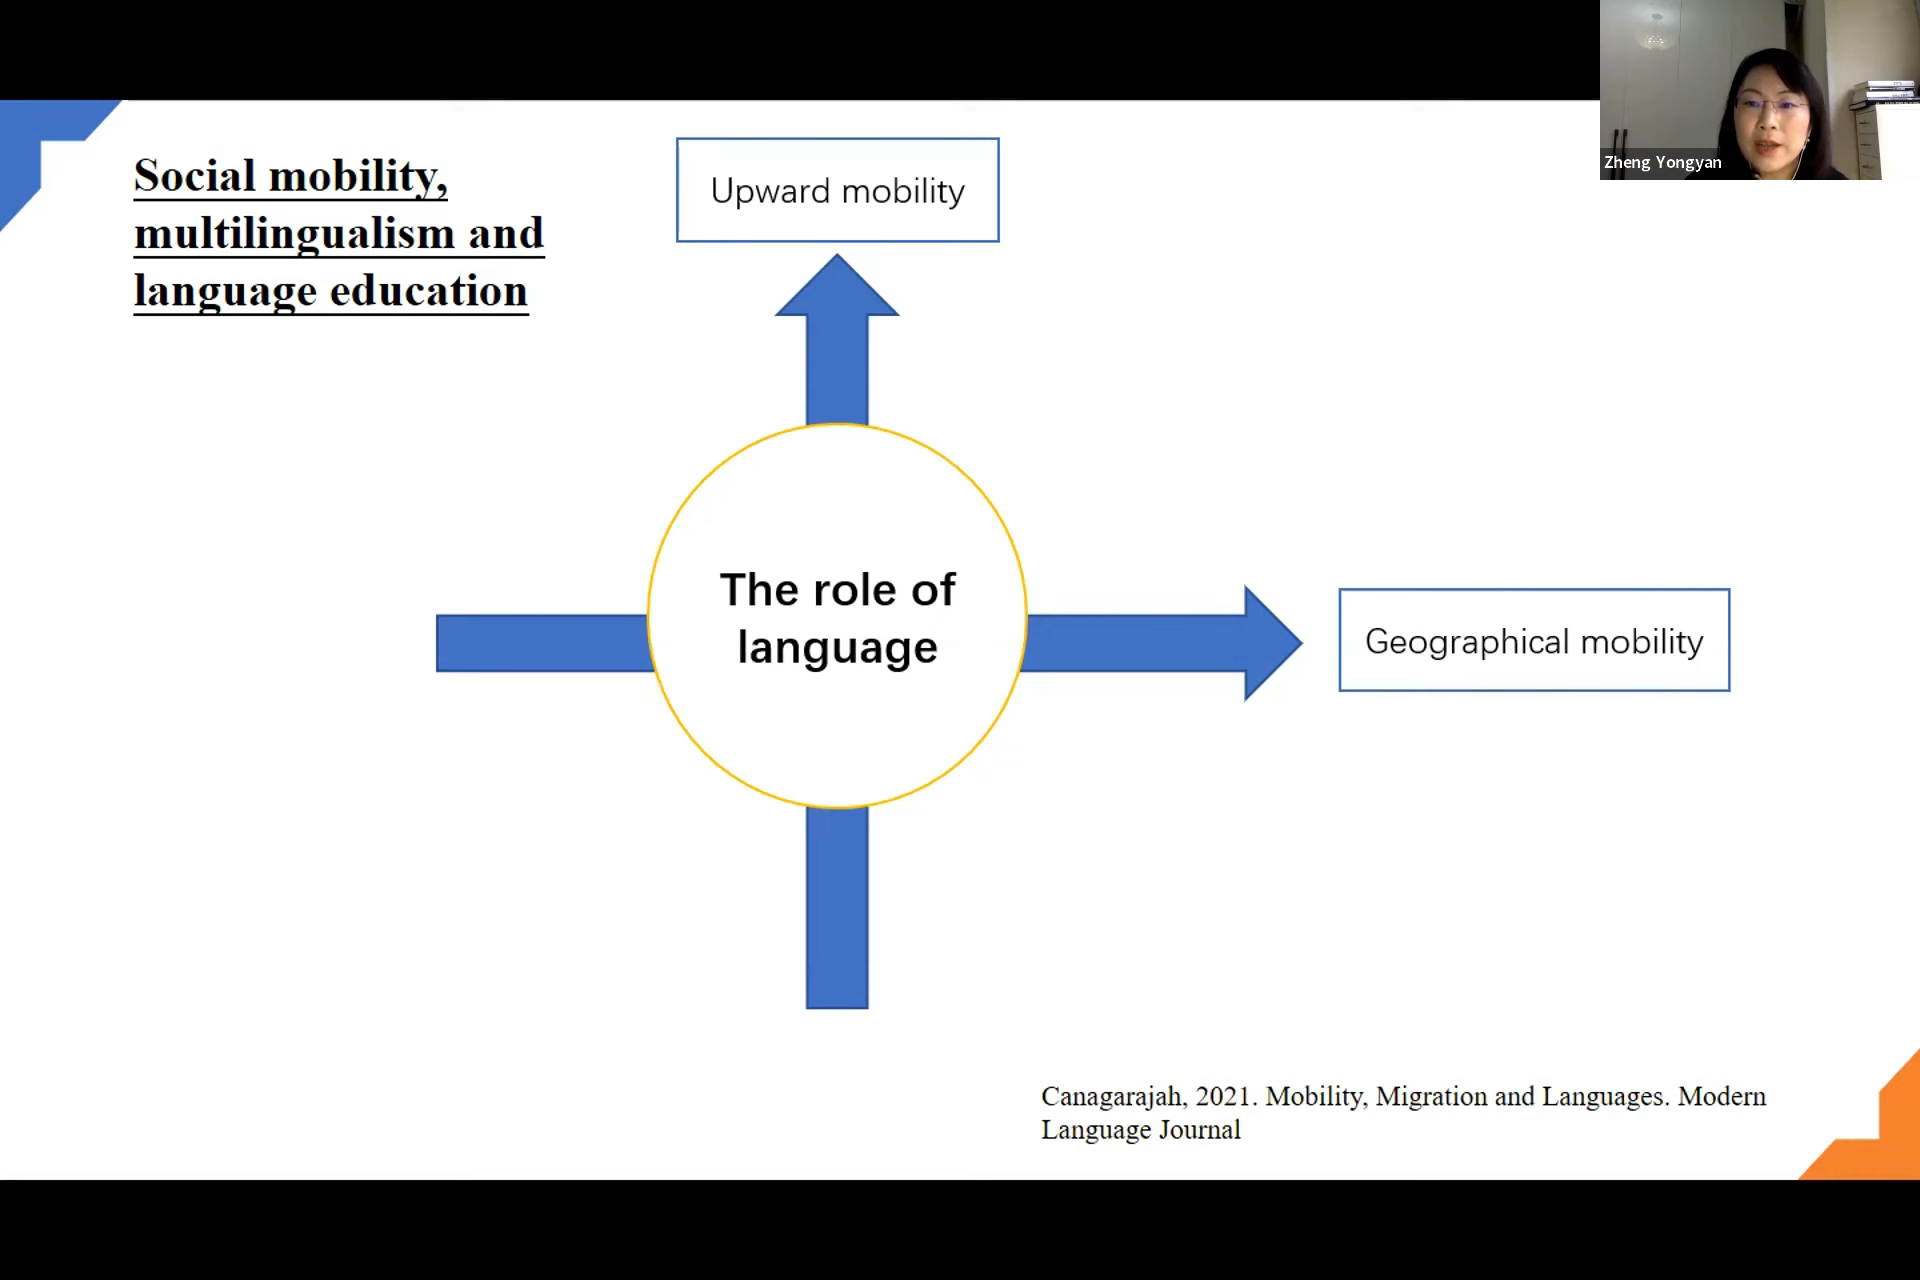 Zheng Yongyan
Social mobility,
multilingualism and
language education
Upward mobility
The role of
language
Geographical mobility
Canagarajah, 2021. Mobility, Migration and Languages. Modern
Language Journal